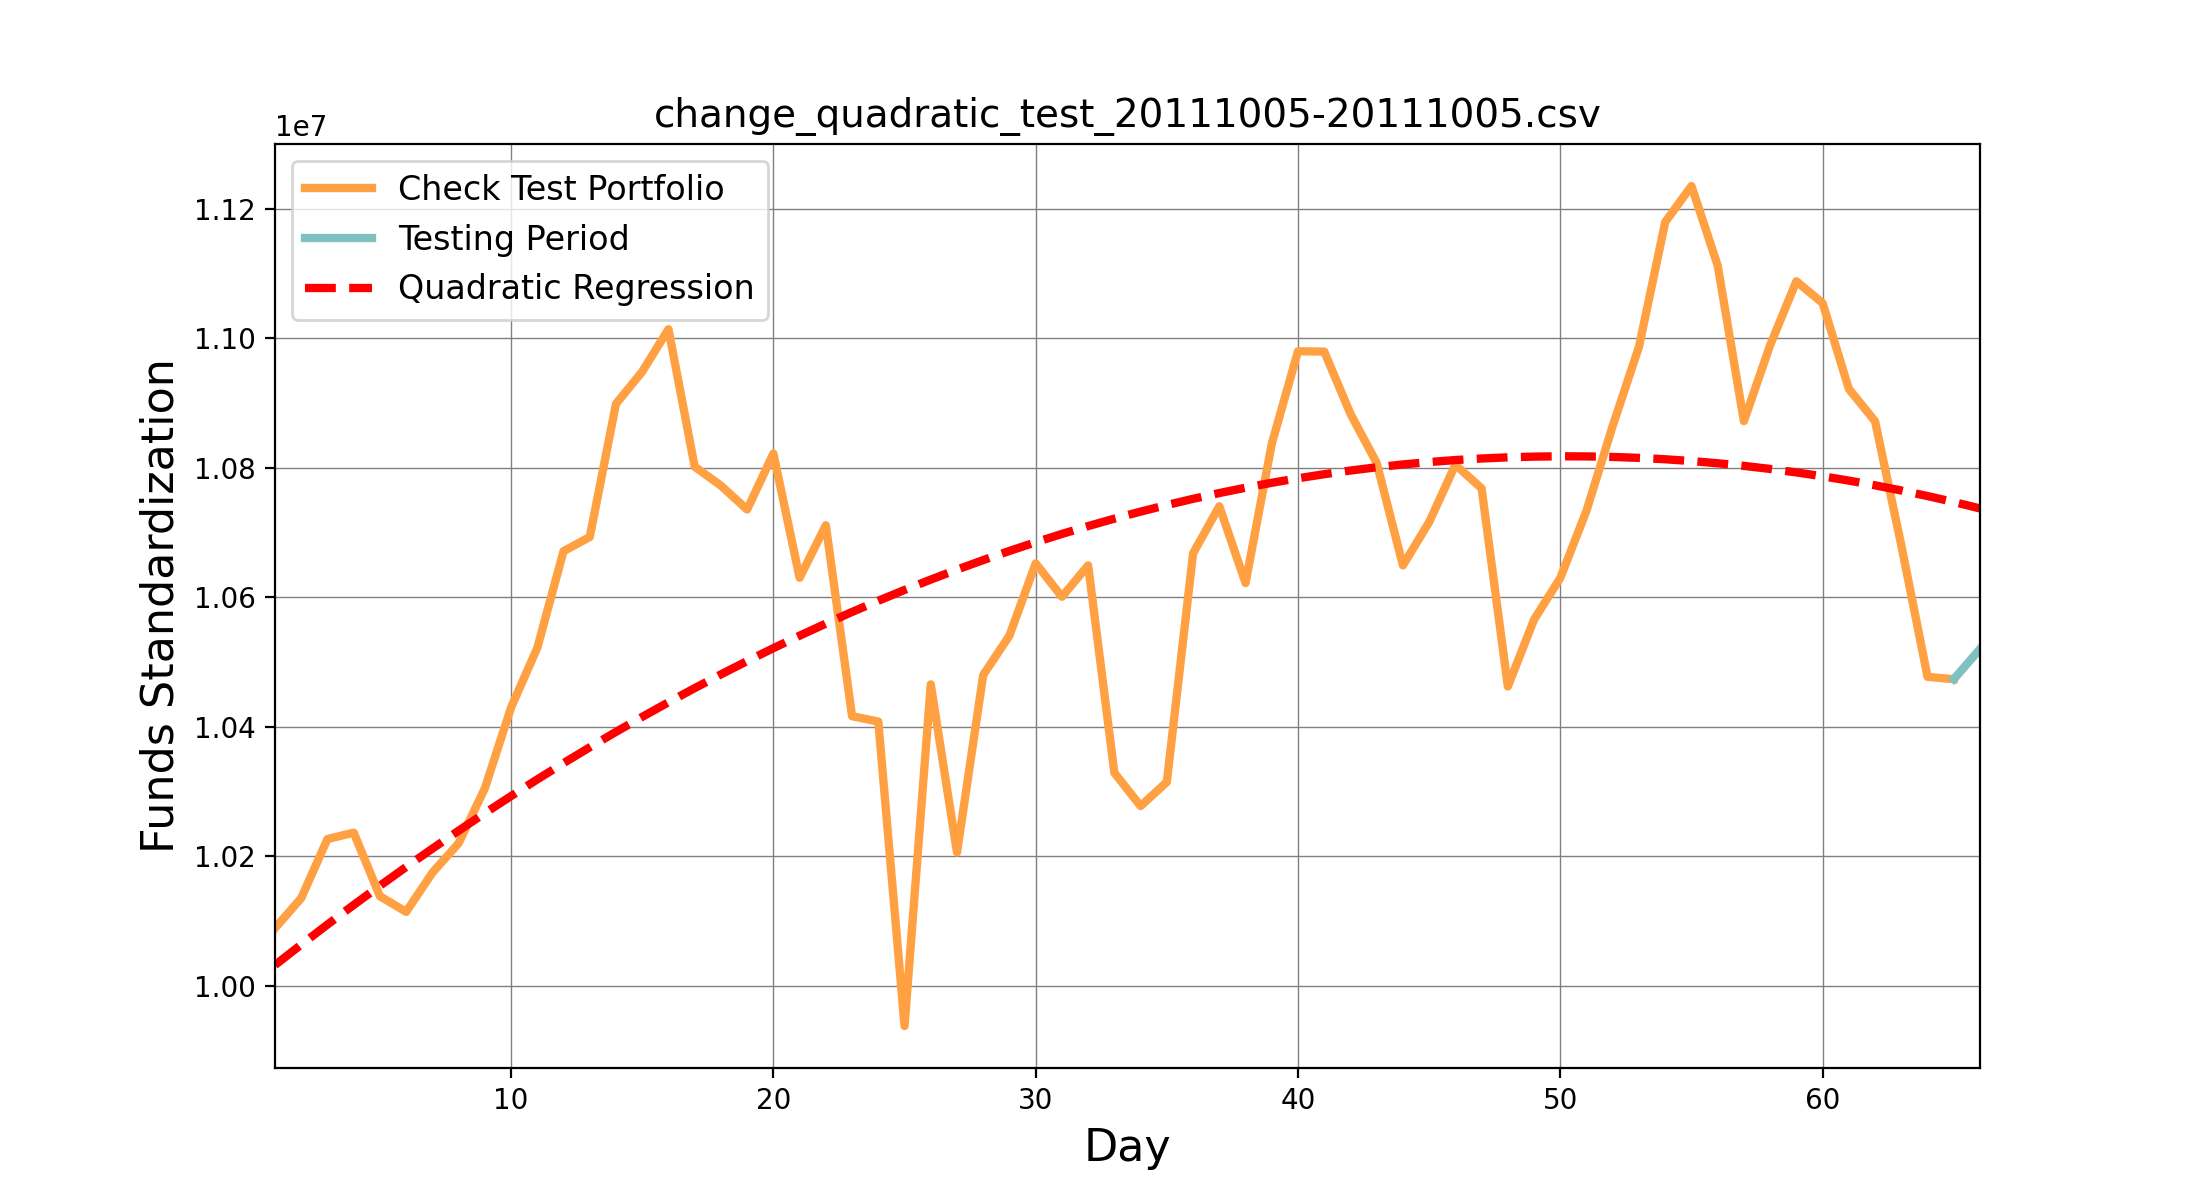 change_quadratic_test_20111005-20111005.csv
1e7
Check Test Portfolio
Testing Period
Quadratic Regression
Funds Standardization
1.12
1.10
1.08
1.06
1.04
1.02
1.00
10 20 30 40 50 60
Day